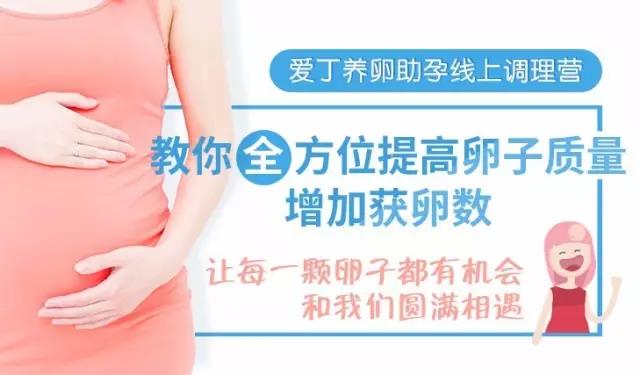 爱丁养卵助孕线上调理营
教你全方位提高卵子质量
增加获卵数
让每一颗卵子都有机会
和我们圆满相遇